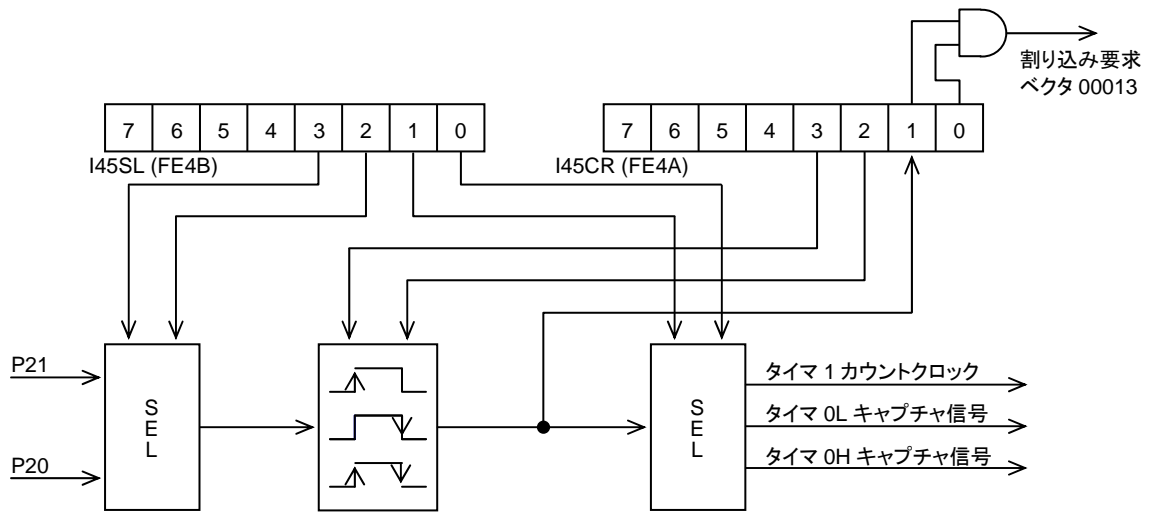 割り込み要求
ベクタ 00013
7 6 5 4 3 2 1 0
I45SL (FE4B)
7 6 5 4 3 2 1 0
I45CR (FE4A)
P21
P20
SEL
SEL
タイマ 1 カウントクロック
タイマ 0L キャプチャ信号
タイマ 0H キャプチャ信号